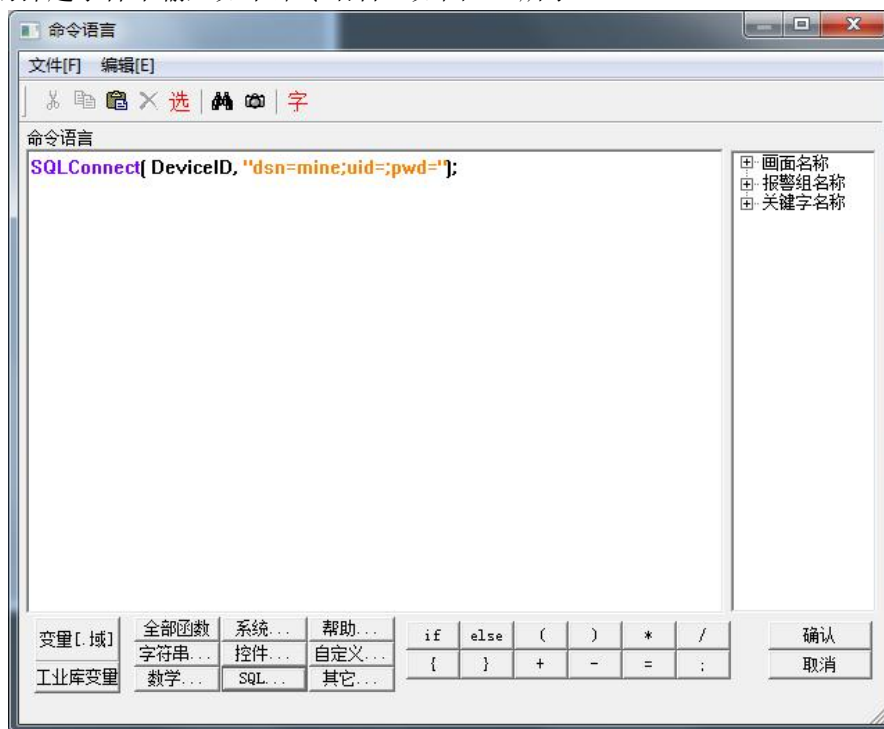 命令语言
文件[F] 编辑[E]
选 字
命令语言
SQLConnect( DeviceID, "dsn=mine;uid=;pwd=");
画面名称
报警组名称
关键字名称
变量[.域] 全部函数 系统... 帮助... if else ( ) * / 确认
字符串... 控件... 自定义... { } + - = ; 取消
工业库变量 数学... SQL... 其它...